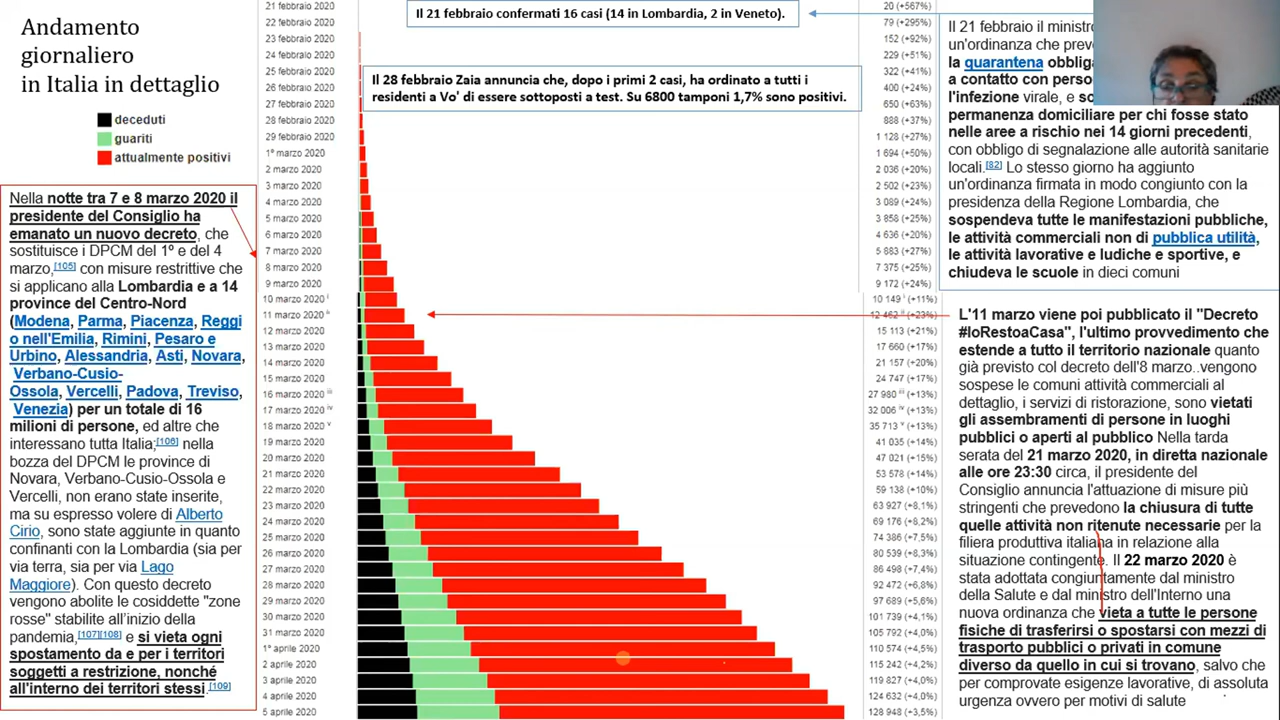 Andamento
giornaliero
in Italia in dettaglio
deceduti
guariti
attualmente positivi
Nella notte tra 7 e 8 marzo 2020 il
presidente del Consiglio ha
emanato un nuovo decreto, che
sostituisce i DPCM del 1º e del 4
marzo,[105] con misure restrittive che
si applicano alla Lombardia e a 14
province del Centro-Nord
(Modena, Parma, Piacenza, Reggi
o nell'Emilia, Rimini, Pesaro e
Urbino, Alessandria, Asti, Novara,
Verbano-Cusio-
Ossola, Vercelli, Padova, Treviso,
Venezia) per un totale di 16
milioni di persone, ed altre che
interessano tutta Italia;[106] nella
bozza del DPCM le province di
Novara, Verbano-Cusio-Ossola e
Vercelli, non erano state inserite,
ma su espresso volere di Alberto
Cirio, sono state aggiunte in quanto
confinanti con la Lombardia (sia per
via terra, sia per via Lago
Maggiore). Con questo decreto
vengono abolite le cosiddette "zone
rosse" stabilite all'inizio della
pandemia,[107][108] e si vieta ogni
spostamento da e per i territori
soggetti a restrizione, nonché
all'interno dei territori stessi.[109]
Il 21 febbraio confermati 16 casi (14 in Lombardia, 2 in Veneto).
Il 28 febbraio Zaia annuncia che, dopo i primi 2 casi, ha ordinato a tutti i
residenti a Vo' di essere sottoposti a test. Su 6800 tamponi 1,7% sono positivi.
21 febbraio 2020 20 (+567%)
22 febbraio 2020 79 (+295%)
23 febbraio 2020 152 (+92%)
24 febbraio 2020 229 (+51%)
25 febbraio 2020 322 (+41%)
26 febbraio 2020 400 (+24%)
27 febbraio 2020 650 (+63%)
28 febbraio 2020 888 (+37%)
29 febbraio 2020 1 128 (+27%)
1º marzo 2020 1 694 (+50%)
2 marzo 2020 2 036 (+20%)
3 marzo 2020 2 502 (+23%)
4 marzo 2020 3 089 (+24%)
5 marzo 2020 3 858 (+25%)
6 marzo 2020 4 636 (+20%)
7 marzo 2020 5 883 (+27%)
8 marzo 2020 7 375 (+25%)
9 marzo 2020 9 172 (+24%)
10 marzo 2020 i 10 149 i (+11%)
11 marzo 2020 ii 12 462 ii (+23%)
12 marzo 2020 15 113 (+21%)
13 marzo 2020 17 660 (+17%)
14 marzo 2020 21 157 (+20%)
15 marzo 2020 24 747 (+17%)
16 marzo 2020 iii 27 980 iii (+13%)
17 marzo 2020 iv 32 006 iv (+13%)
18 marzo 2020 v 35 713 v (+13%)
19 marzo 2020 41 035 (+14%)
20 marzo 2020 47 021 (+15%)
21 marzo 2020 53 578 (+14%)
22 marzo 2020 59 138 (+10%)
23 marzo 2020 63 927 (+8,1%)
24 marzo 2020 69 176 (+8,2%)
25 marzo 2020 74 386 (+7,5%)
26 marzo 2020 80 539 (+8,3%)
27 marzo 2020 86 498 (+7,4%)
28 marzo 2020 92 472 (+6,8%)
29 marzo 2020 97 689 (+5,6%)
30 marzo 2020 101 739 (+4,1%)
31 marzo 2020 105 792 (+4,0%)
1º aprile 2020 110 574 (+4,5%)
2 aprile 2020 115 242 (+4,2%)
3 aprile 2020 119 827 (+4,0%)
4 aprile 2020 124 632 (+4,0%)
5 aprile 2020 128 948 (+3,5%)
Il 21 febbraio il ministro
un'ordinanza che
la quarantena
a contatto con
l'infezione virale, e
permanenza domiciliare per chi fosse stato
nelle aree a rischio nei 14 giorni precedenti,
con obbligo di segnalazione alle autorità sanitarie
locali.[82] Lo stesso giorno ha aggiunto
un'ordinanza firmata in modo congiunto con la
presidenza della Regione Lombardia, che
sospendeva tutte le manifestazioni pubbliche,
le attività commerciali non di pubblica utilità,
le attività lavorative e ludiche e sportive, e
chiudeva le scuole in dieci comuni
L'11 marzo viene poi pubblicato il "Decreto
#IoRestoaCasa", l'ultimo provvedimento che
estende a tutto il territorio nazionale quanto
già previsto col decreto dell'8 marzo..vengono
sospese le comuni attività commerciali al
dettaglio, i servizi di ristorazione, sono vietati
gli assembramenti di persone in luoghi
pubblici o aperti al pubblico Nella tarda
serata del 21 marzo 2020, in diretta nazionale
alle ore 23:30 circa, il presidente del
Consiglio annuncia l'attuazione di misure più
stringenti che prevedono la chiusura di tutte
quelle attività non ritenute necessarie per la
filiera produttiva italiana in relazione alla
situazione contingente. Il 22 marzo 2020 è
stata adottata congiuntamente dal ministro
della Salute e dal ministro dell'Interno una
nuova ordinanza che vieta a tutte le persone
fisiche di trasferirsi o spostarsi con mezzi di
trasporto pubblici o privati in comune
diverso da quello in cui si trovano, salvo che
per comprovate esigenze lavorative, di assoluta
urgenza ovvero per motivi di salute